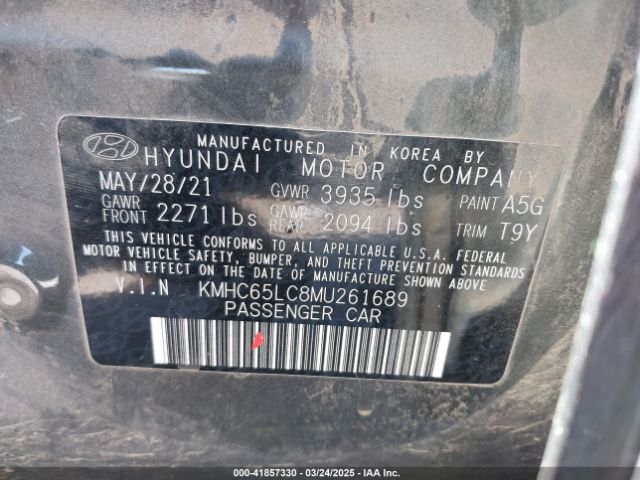 MANUFACTURED IN KOREA BY
HYUNDAI MOTOR COMPANY
MAY/28/21 GVWR 3935 lbs PAINT A5G
GAWR FRONT 2271 lbs GAWR REAR 2094 lbs TRIM T9Y
THIS VEHICLE CONFORMS TO ALL APPLICABLE U.S.A. FEDERAL
MOTOR VEHICLE SAFETY, BUMPER, AND THEFT PREVENTION STANDARDS
IN EFFECT ON THE DATE OF MANUFACTURE SHOWN ABOVE
V.I.N KMHC65LC8MU261689
PASSENGER CAR
000-41857330 - 03/24/2025 - IAA Inc.